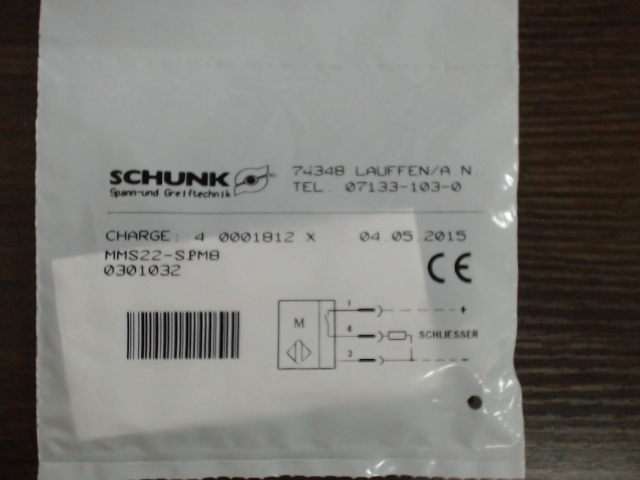 SCHUNK
Spann-und Greiftechnik
74348 LAUFFEN/A.N.
TEL. 07133-103-0
CHARGE: 4 0001812 X 04.05.2015
MMS22-SPM8
0301032
CE
M
1 +
4 SCHLIESSER
3 -